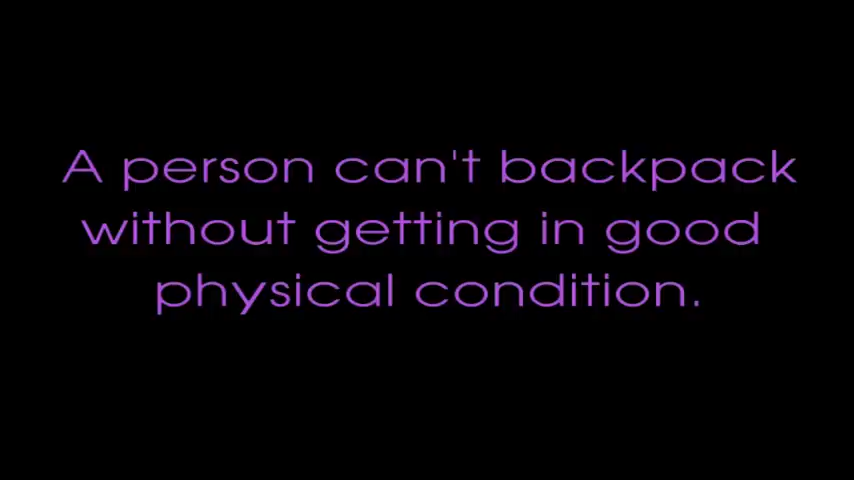 A person can't backpack
without getting in good
physical condition.